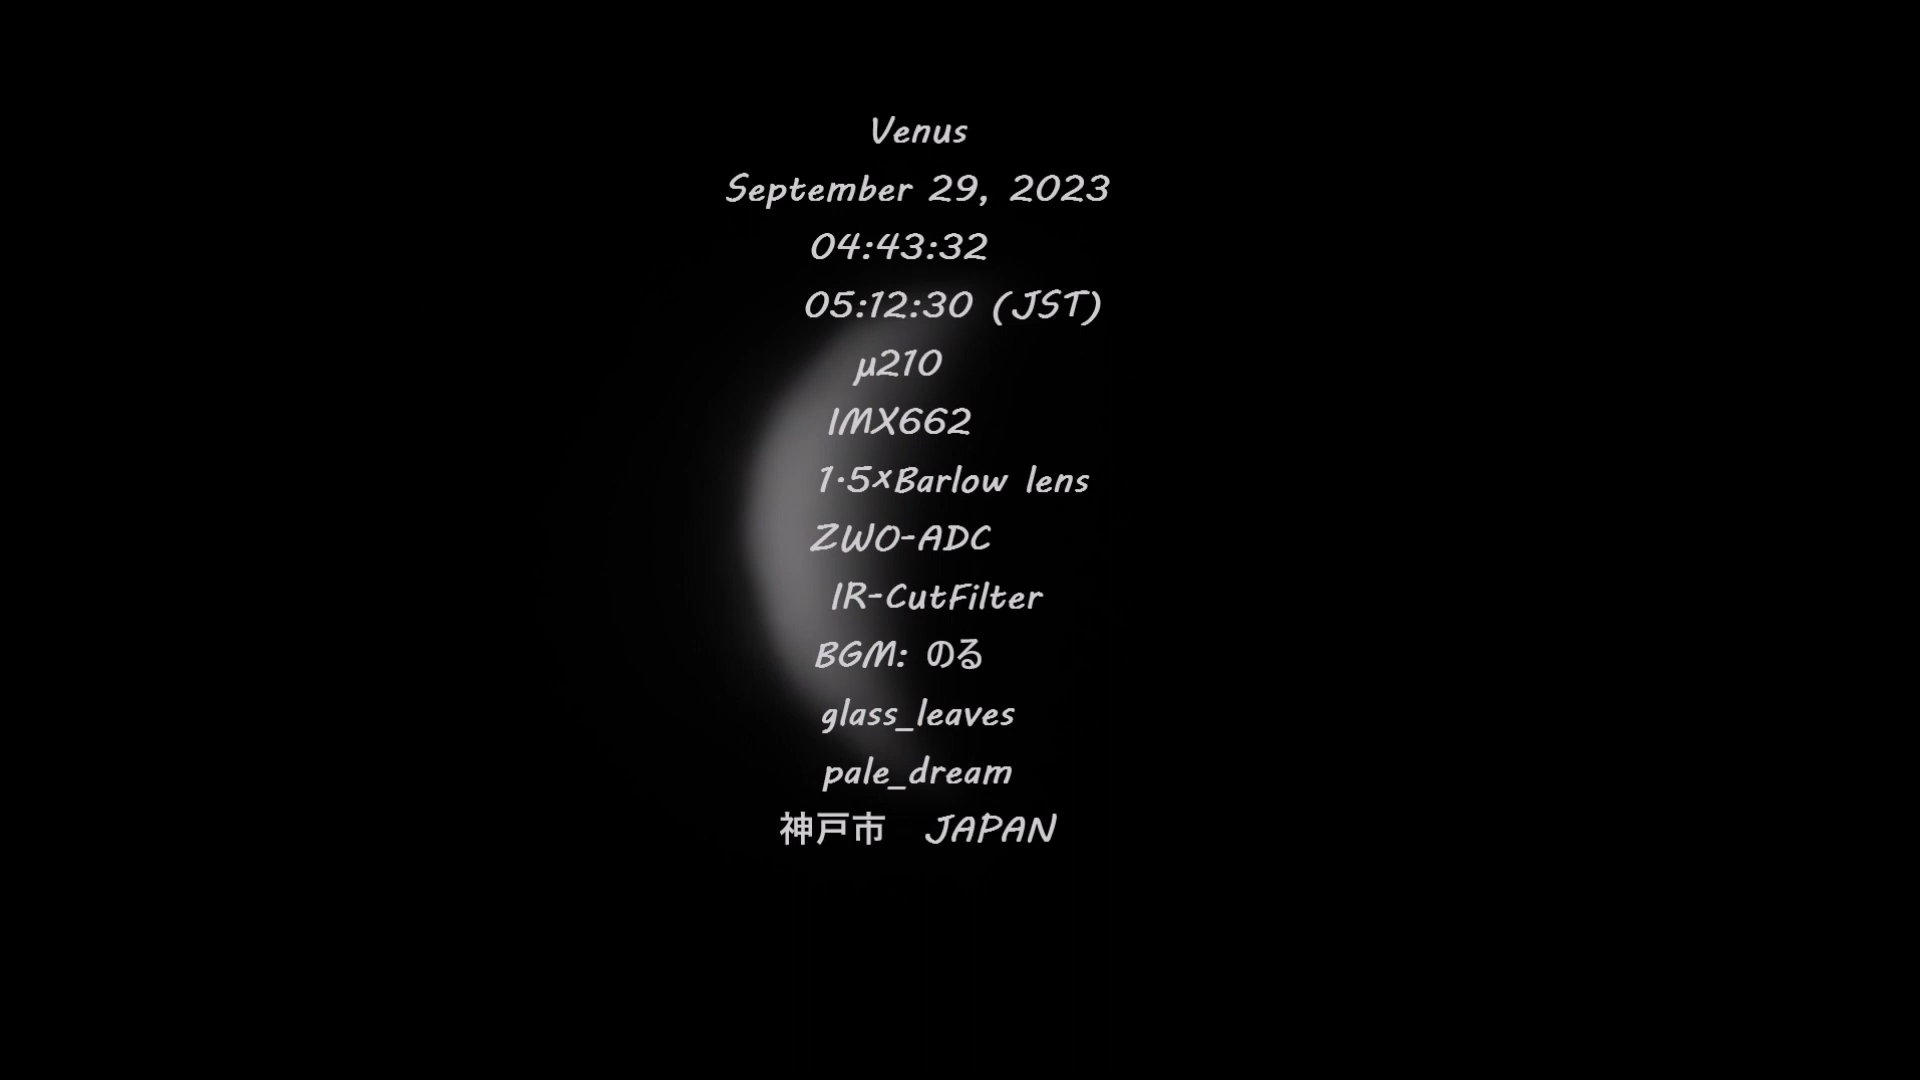 Venus
September 29, 2023
04:43:32
05:12:30 (JST)
μ210
IMX662
1・5×Barlow lens
ZWO-ADC
IR-CutFilter
BGM: のる
glass_leaves
pale_dream
神戸市　JAPAN